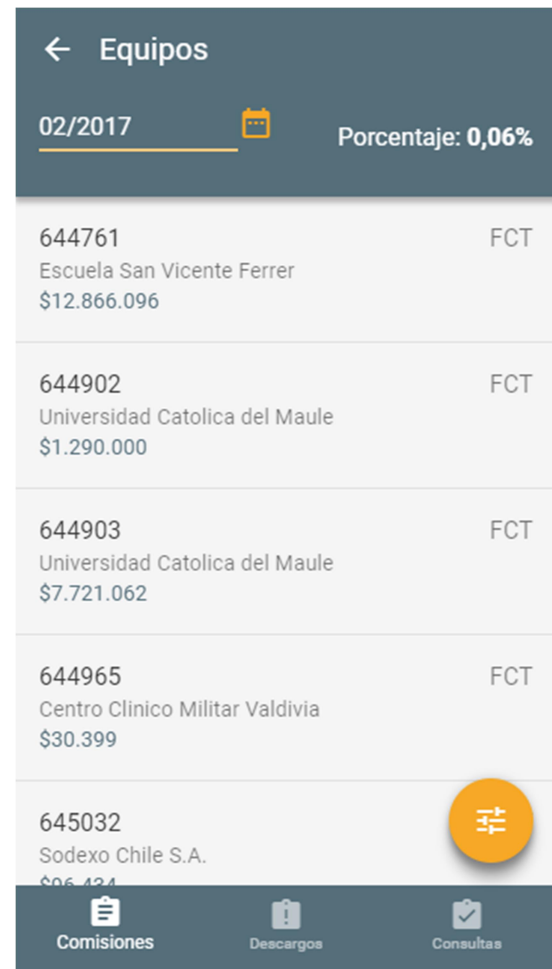 Equipos
02/2017
Porcentaje: 0,06%
644761 FCT
Escuela San Vicente Ferrer
$12.866.096
644902 FCT
Universidad Catolica del Maule
$1.290.000
644903 FCT
Universidad Catolica del Maule
$7.721.062
644965 FCT
Centro Clinico Militar Valdivia
$30.399
645032
Sodexo Chile S.A.
Comisiones Descargos Consultas